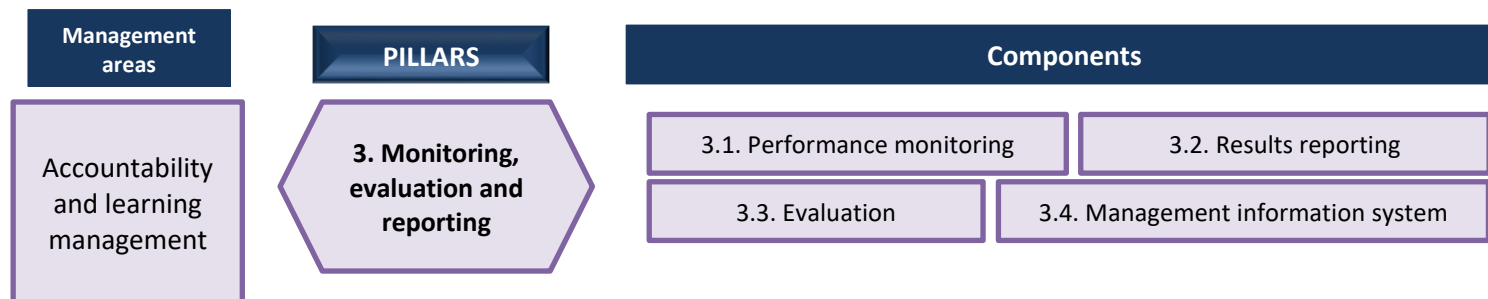 Management
areas
PILLARS
Components
Accountability
and learning
management
3. Monitoring,
evaluation and
reporting
3.1. Performance monitoring
3.2. Results reporting
3.3. Evaluation
3.4. Management information system